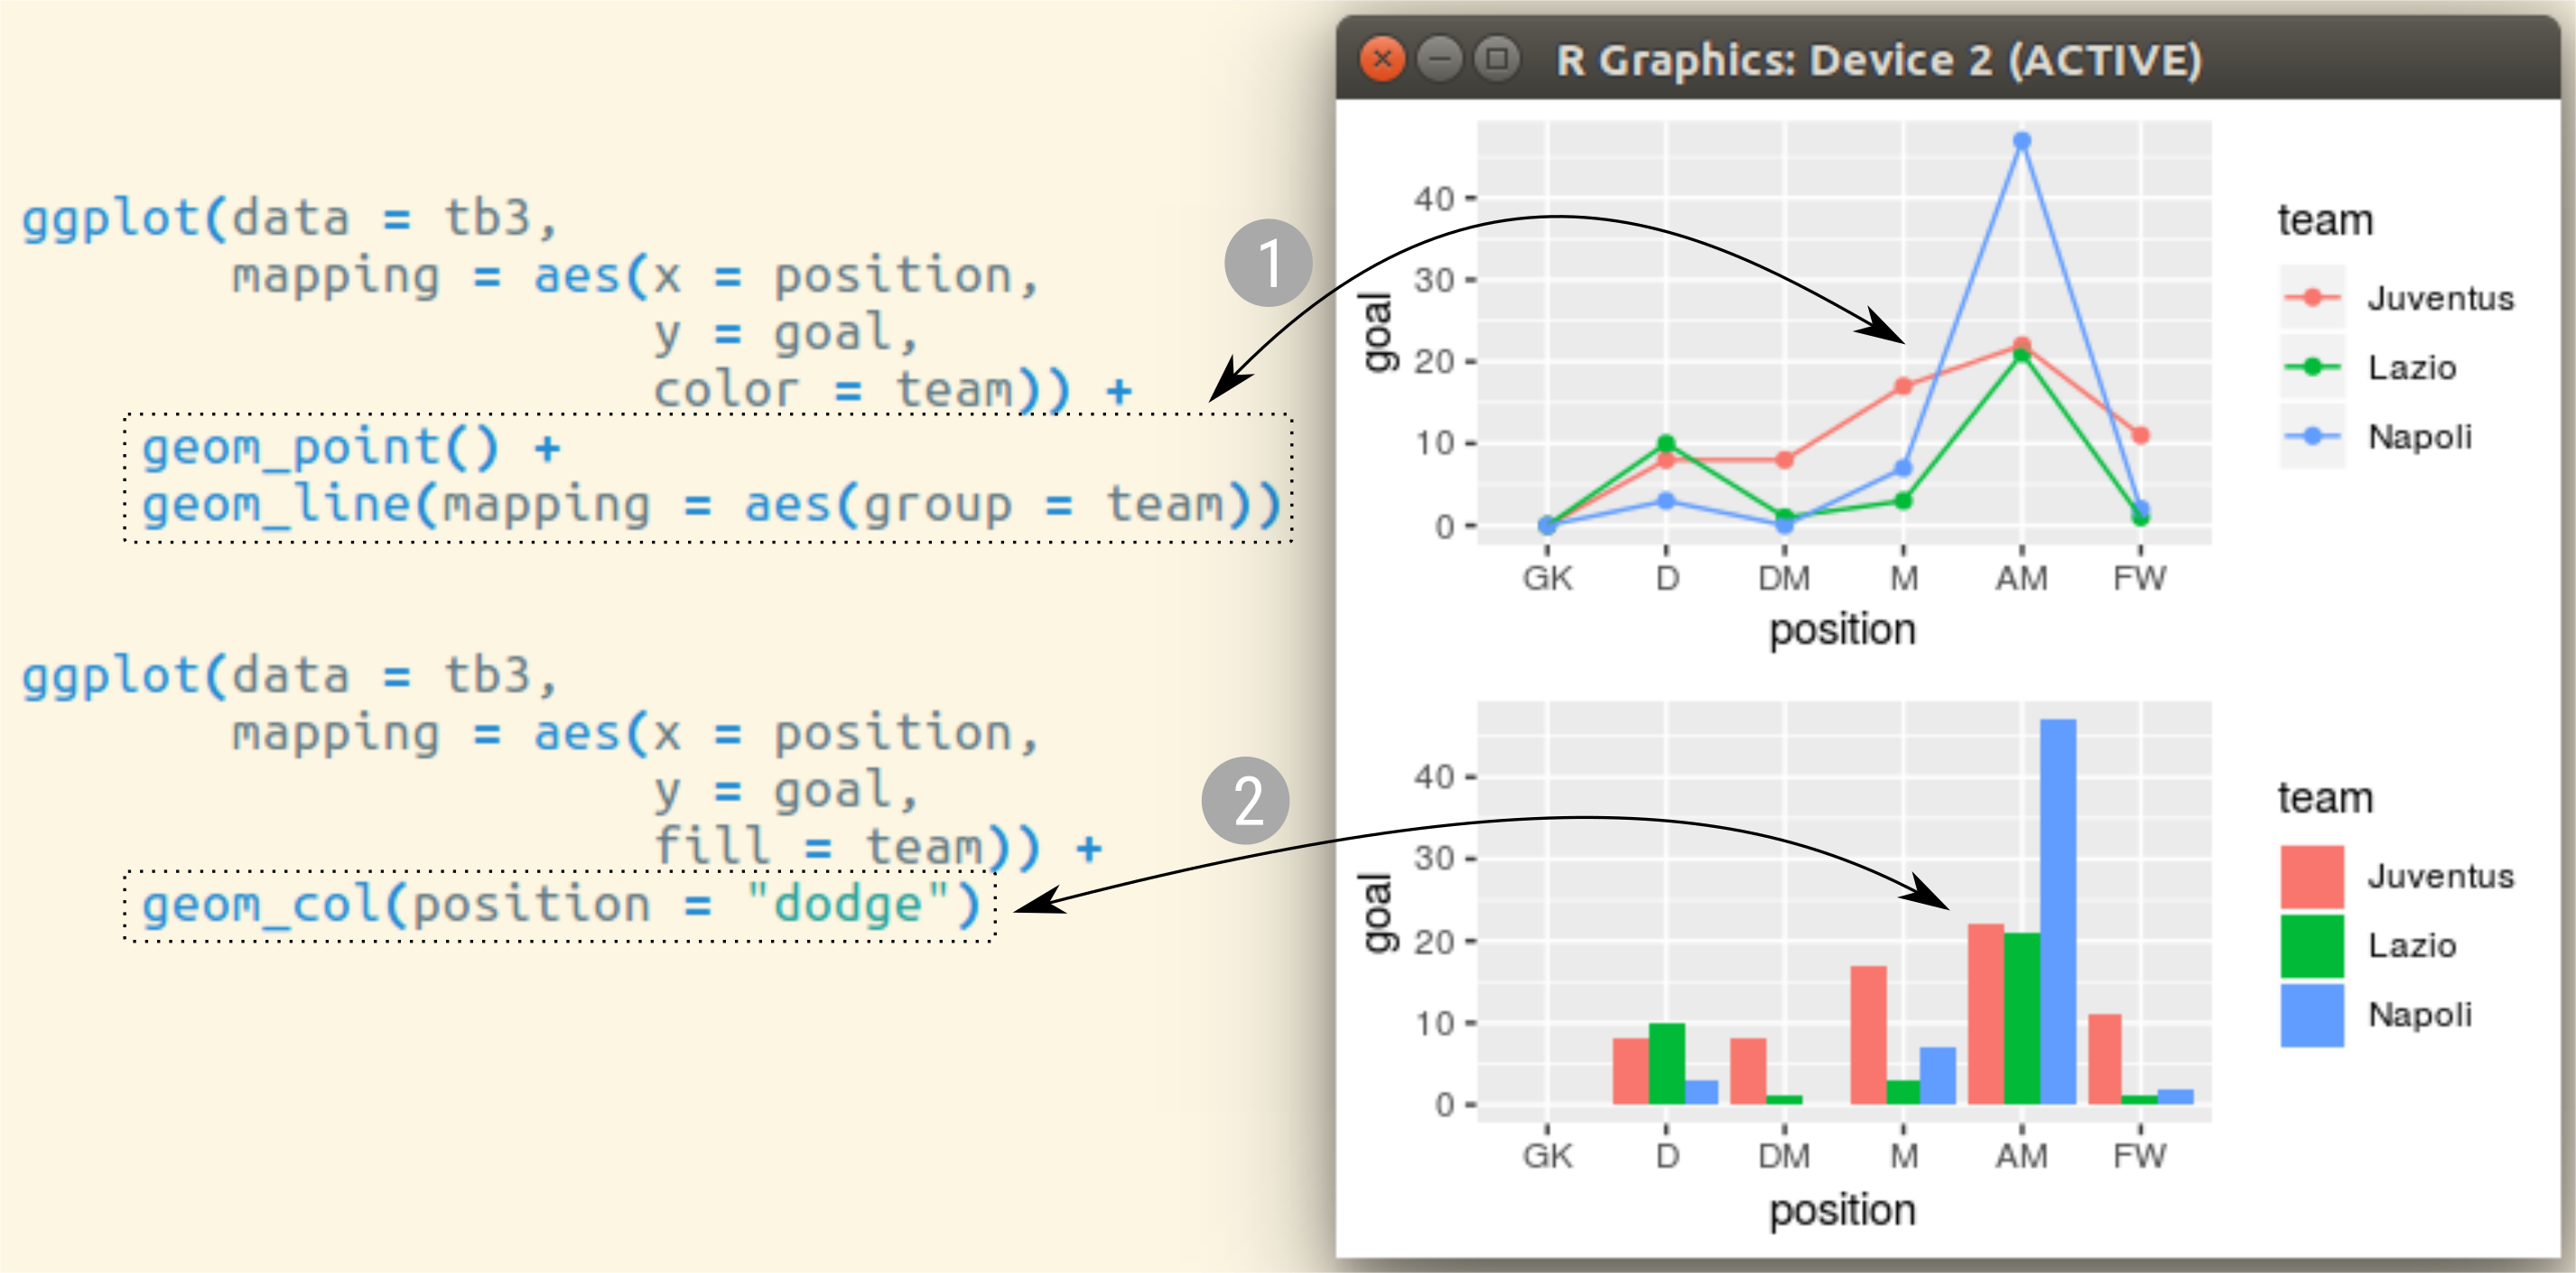 ggplot(data = tb3,
mapping = aes(x = position,
y = goal,
color = team)) +
geom_point() +
geom_line(mapping = aes(group = team))
1
ggplot(data = tb3,
mapping = aes(x = position,
y = goal,
fill = team)) +
geom_col(position = "dodge")
2
R Graphics: Device 2 (ACTIVE)
goal
40
30
20
10
0
GK D DM M AM FW
position
team
Juventus
Lazio
Napoli
goal
40
30
20
10
0
GK D DM M AM FW
position
team
Juventus
Lazio
Napoli